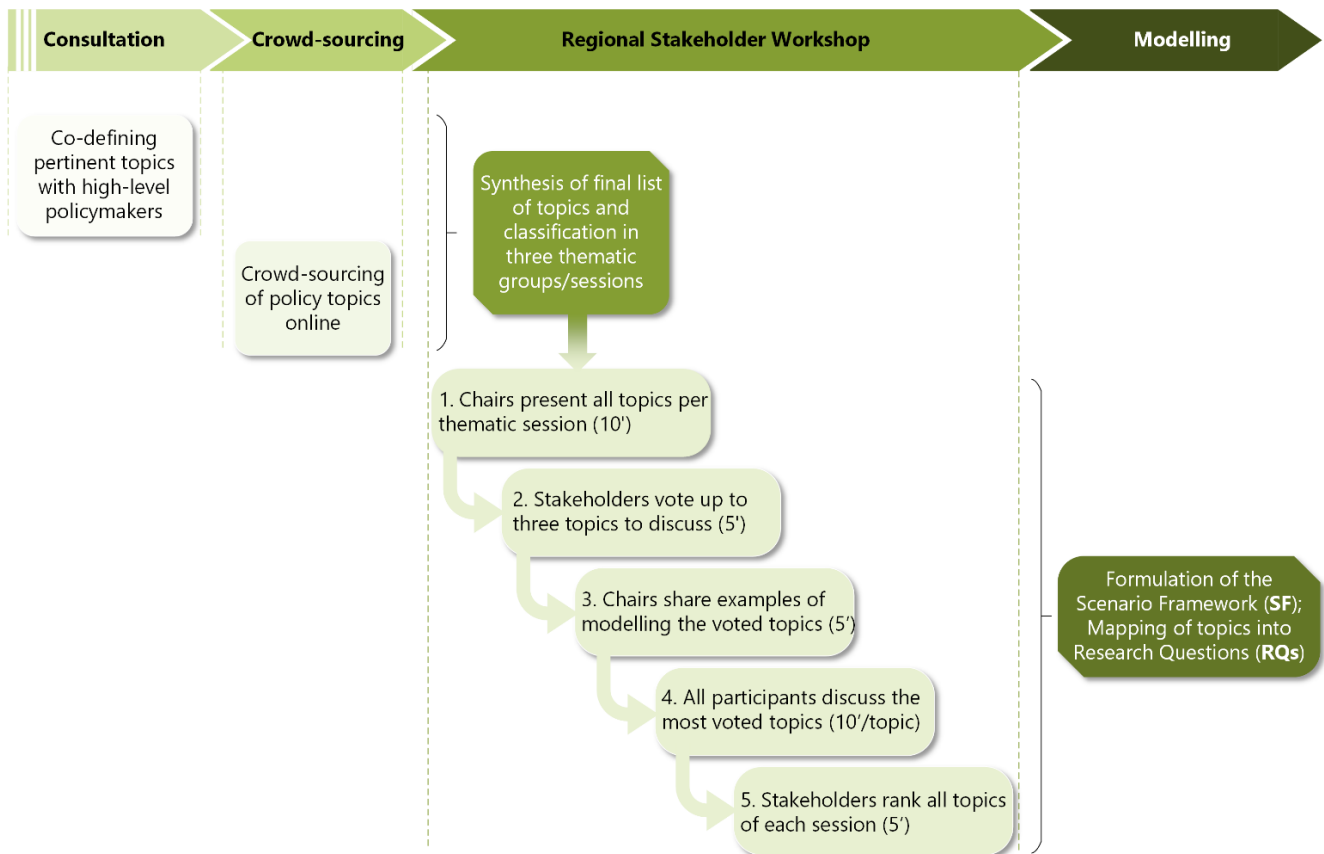 Consultation
Crowd-sourcing
Regional Stakeholder Workshop
Modelling
Co-defining
pertinent topics
with high-level
policymakers
Crowd-sourcing
of policy topics
online
Synthesis of final list
of topics and
classification in
three thematic
groups/sessions
1. Chairs present all topics per
thematic session (10')
2. Stakeholders vote up to
three topics to discuss (5')
3. Chairs share examples of
modelling the voted topics (5’)
4. All participants discuss the
most voted topics (10’/topic)
5. Stakeholders rank all topics
of each session (5’)
Formulation of the
Scenario Framework (SF);
Mapping of topics into
Research Questions (RQs)